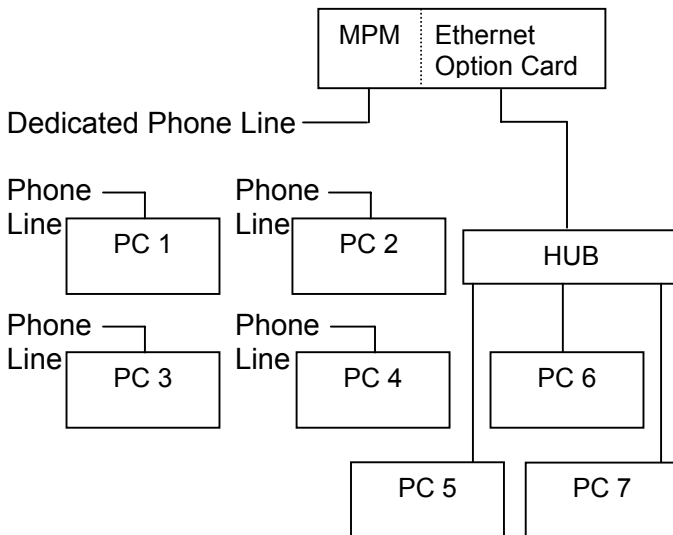 MPM
Ethernet
Option Card
Dedicated Phone Line
Phone
Line
PC 1
Phone
Line
PC 2
HUB
Phone
Line
PC 3
Phone
Line
PC 4
PC 6
PC 5
PC 7